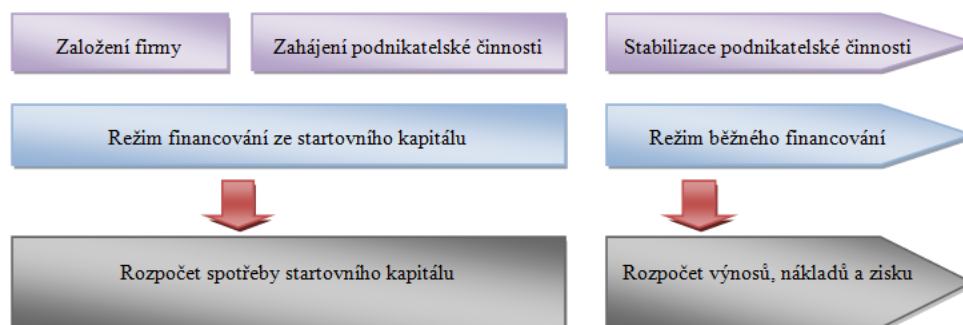 Založení firmy
Zahájení podnikatelské činnosti
Stabilizace podnikatelské činnosti
Režim financování ze startovního kapitálu
Režim běžného financování
Rozpočet spotřeby startovního kapitálu
Rozpočet výnosů, nákladů a zisku